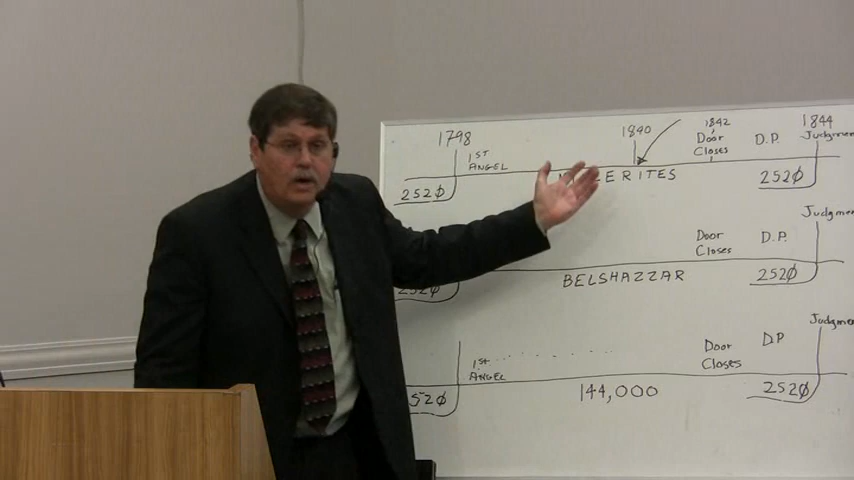 1798 1840 1842 1844
1ST ANGEL Door Closes D.P. Judgment
2520 ERITES 2520
Door Closes D.P. Judgmen
2520 BELSHAZZAR 2520
1st ANGEL Door Closes DP Judgmen
520 144,000 2520